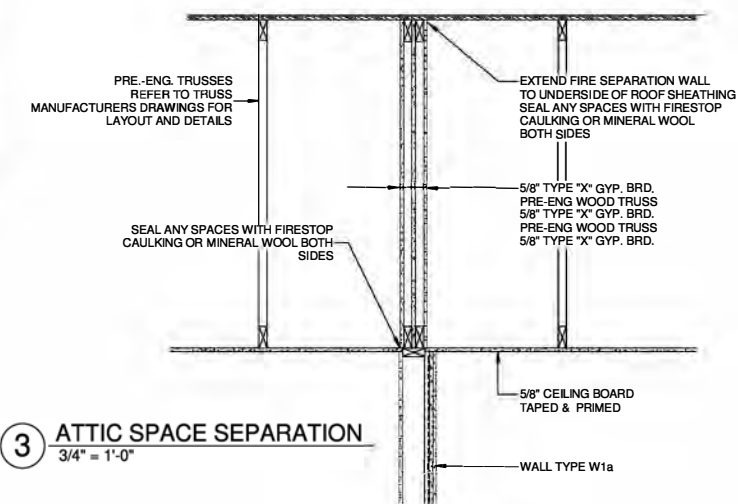 PRE.-ENG. TRUSSES
REFER TO TRUSS
MANUFACTURERS DRAWINGS FOR
LAYOUT AND DETAILS
EXTEND FIRE SEPARATION WALL
TO UNDERSIDE OF ROOF SHEATHING
SEAL ANY SPACES WITH FIRESTOP
CAULKING OR MINERAL WOOL
BOTH SIDES
5/8" TYPE "X" GYP. BRD.
PRE-ENG WOOD TRUSS
5/8" TYPE "X" GYP. BRD.
PRE-ENG WOOD TRUSS
5/8" TYPE "X" GYP. BRD.
SEAL ANY SPACES WITH FIRESTOP
CAULKING OR MINERAL WOOL BOTH
SIDES
5/8" CEILING BOARD
TAPED & PRIMED
3 ATTIC SPACE SEPARATION
3/4" = 1'-0"
WALL TYPE W1a